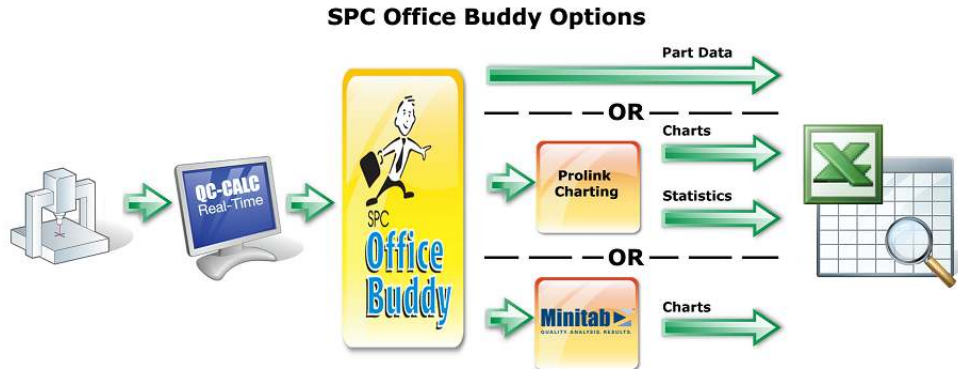 SPC Office Buddy Options
Part Data
OR
Charts
QC-CALC
Real-Time
Prolink
Charting
Statistics
SPC
Office
Buddy
OR
Minitab
QUALITY. ANALYSIS. RESULTS.
Charts